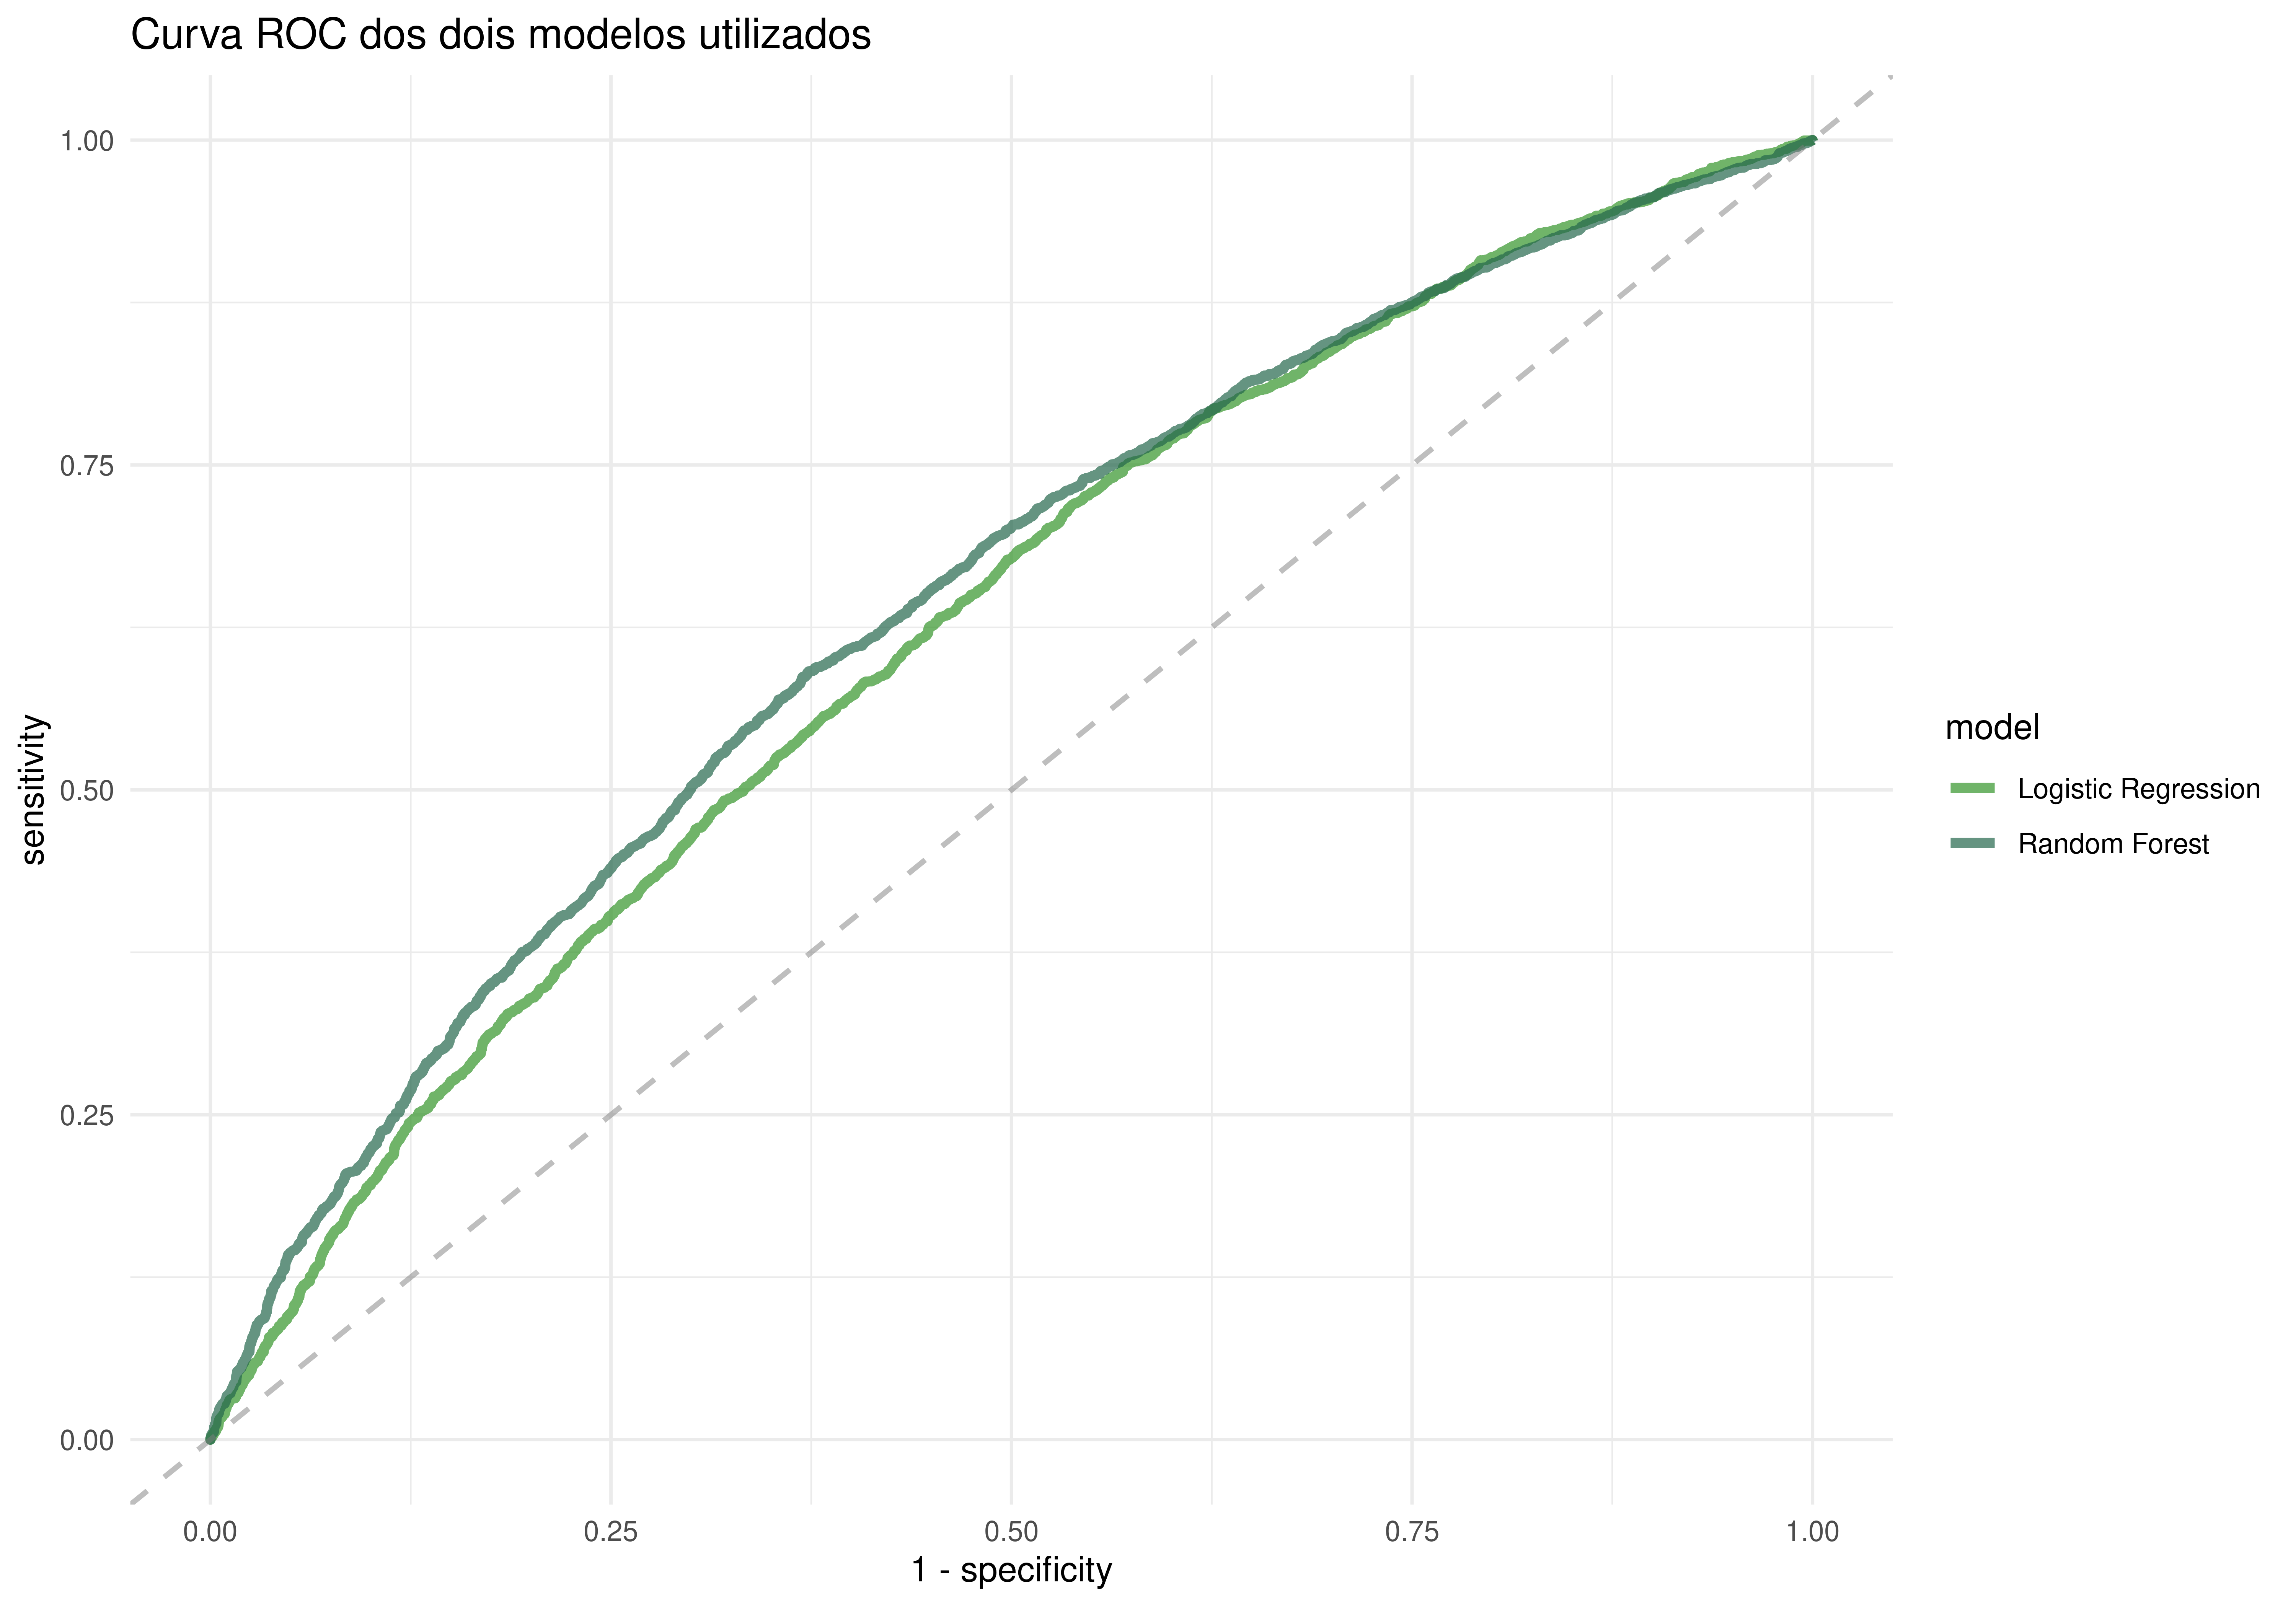 Curva ROC dos dois modelos utilizados
1.00
0.75
0.50
0.25
0.00
sensitivity
0.00 0.25 0.50 0.75 1.00
1 - specificity
model
Logistic Regression
Random Forest